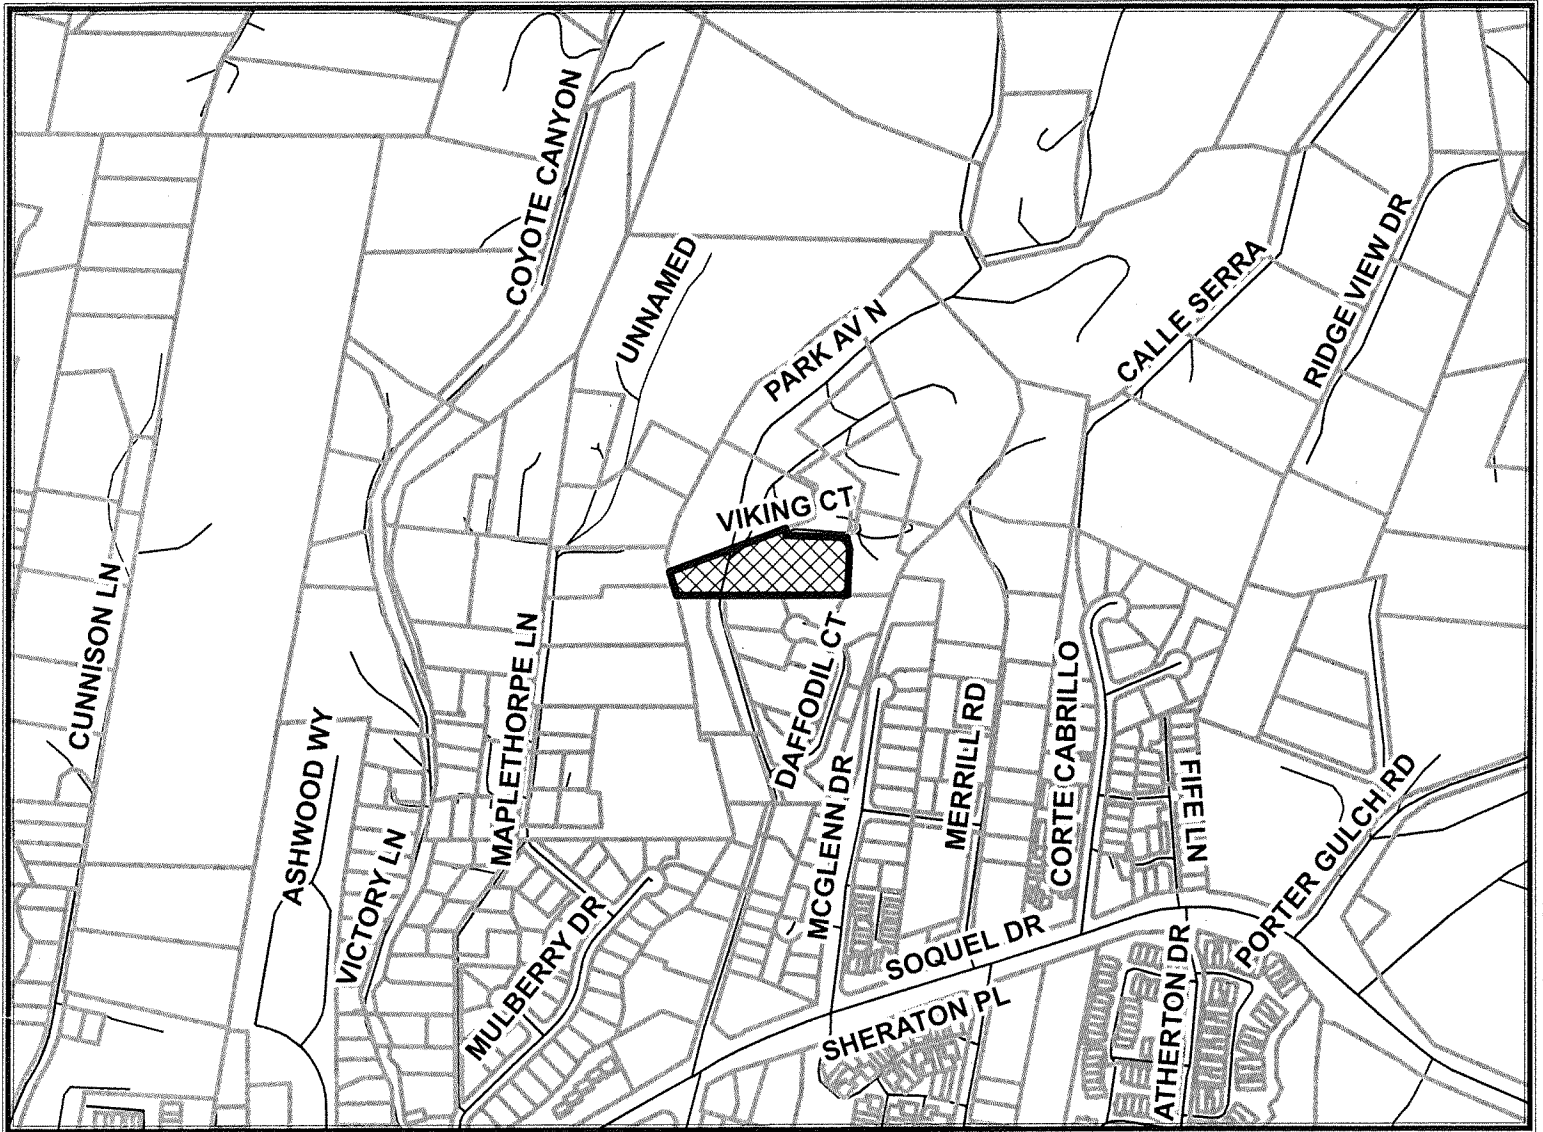 COYOTE CANYON
UNNAMED
PARK AV N
CALLE SERRA
RIDGE VIEW DR
VIKING CT
CUNNISON LN
MAPLETHORPE LN
DAFFODIL CT
ASHWOOD WY
VICTORY LN
MULBERRY DR
MCGLENN DR
MERRILL RD
CORTE CABRILLO
FIFE LN
PORTER GULCH RD
SOQUEL DR
SHERATON PL
ATHERTON DR